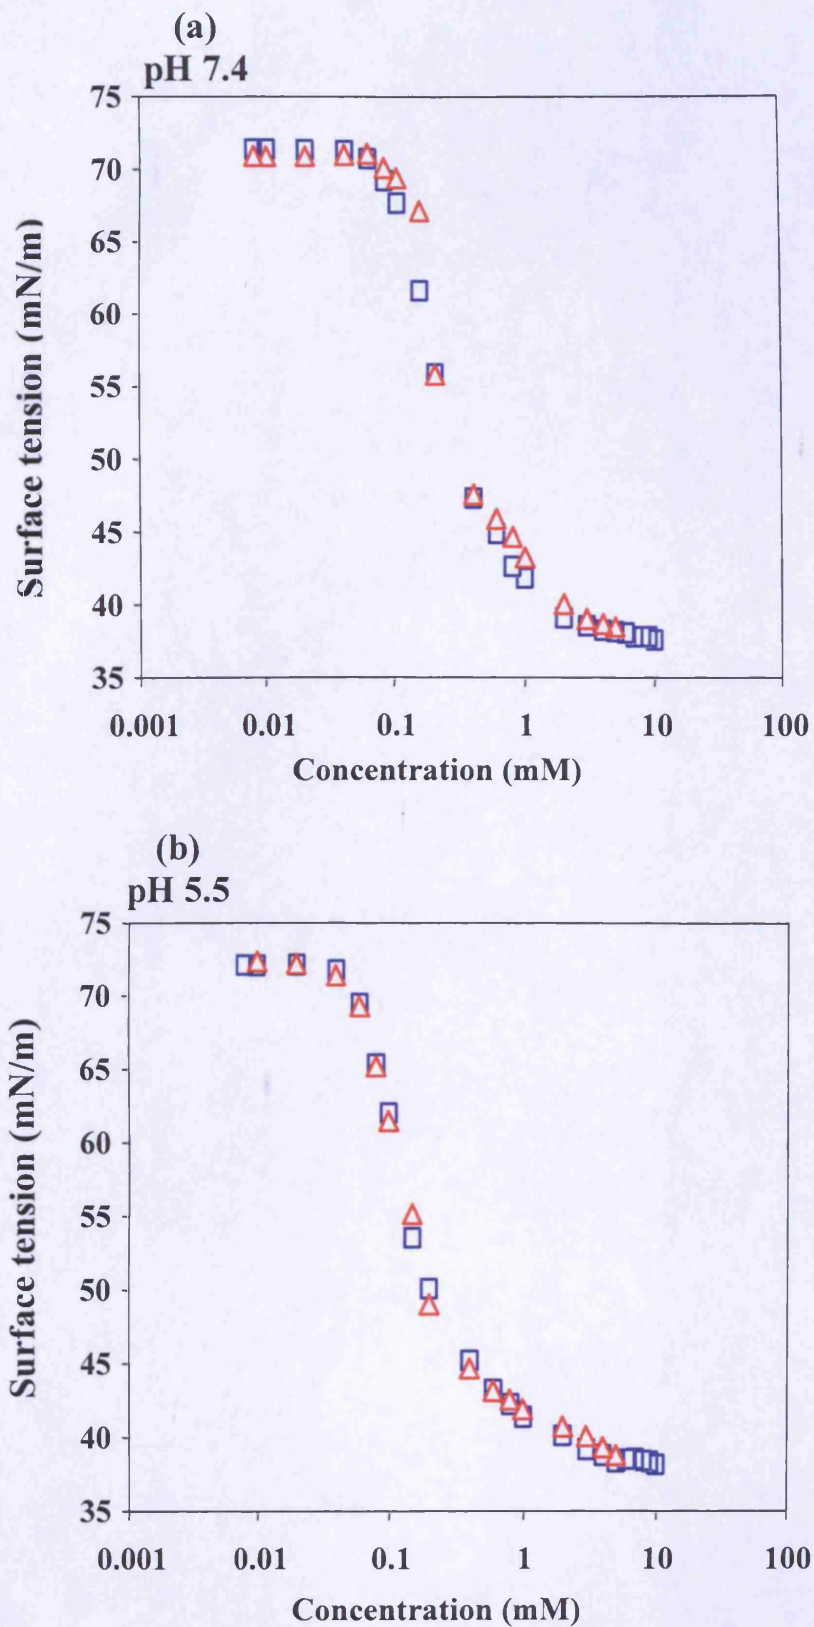 (a)
pH 7.4
75
70
65
60
55
50
45
40
35
Surface tension (mN/m)
0.001 0.01 0.1 1 10 100
Concentration (mM)
(b)
pH 5.5
75
70
65
60
55
50
45
40
35
Surface tension (mN/m)
0.001 0.01 0.1 1 10 100
Concentration (mM)